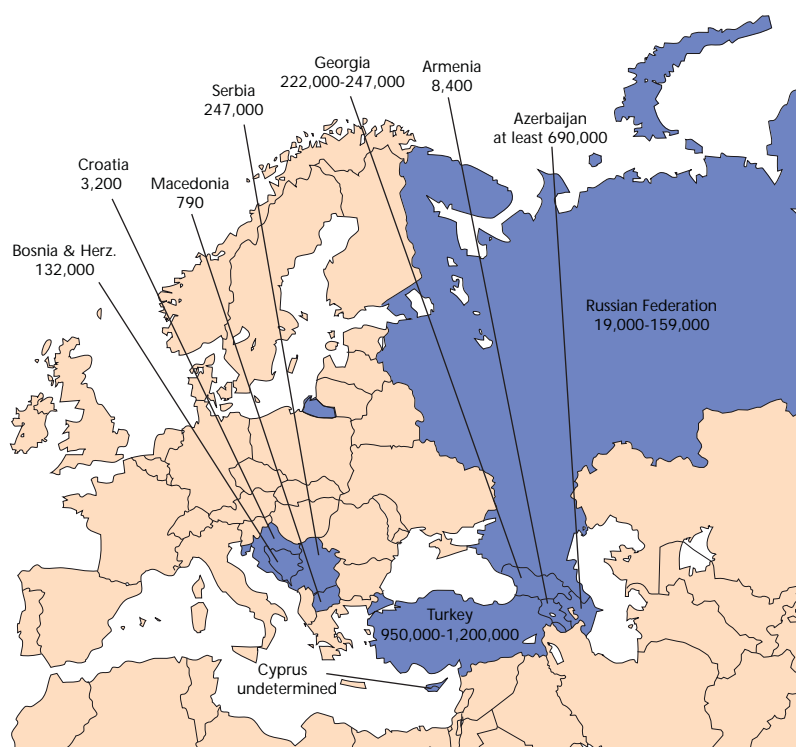 Georgia
222,000-247,000
Armenia
8,400
Serbia
247,000
Azerbaijan
at least 690,000
Croatia
3,200
Macedonia
790
Bosnia & Herz.
132,000
Russian Federation
19,000-159,000
Turkey
950,000-1,200,000
Cyprus
undetermined